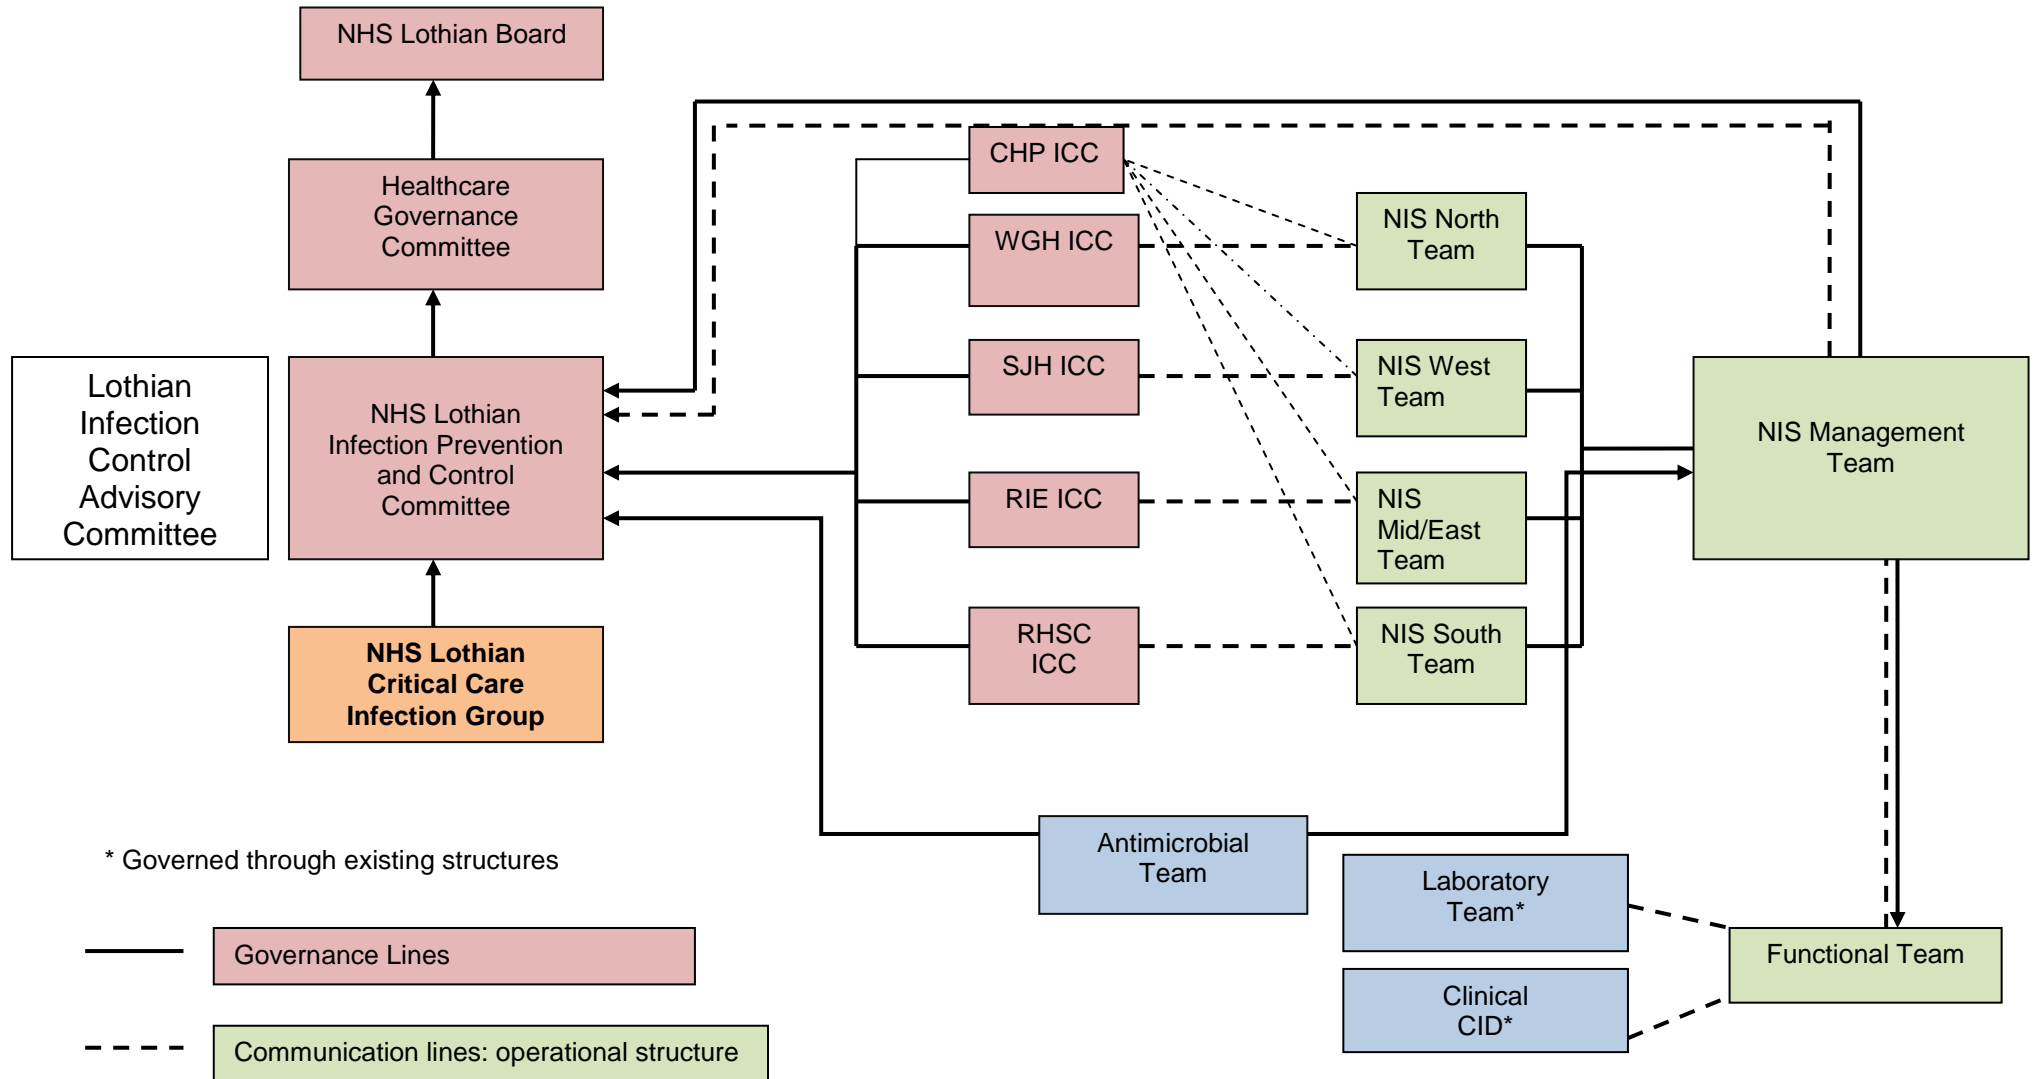 NHS Lothian Board
Healthcare
Governance
Committee
Lothian
Infection
Control
Advisory
Committee
NHS Lothian
Infection Prevention
and Control
Committee
NHS Lothian
Critical Care
Infection Group
CHP ICC
WGH ICC
SJH ICC
RIE ICC
RHSC
ICC
NIS North
Team
NIS West
Team
NIS
Mid/East
Team
NIS South
Team
NIS Management
Team
Antimicrobial
Team
Laboratory
Team*
Clinical
CID*
Functional Team
* Governed through existing structures
Governance Lines
Communication lines: operational structure